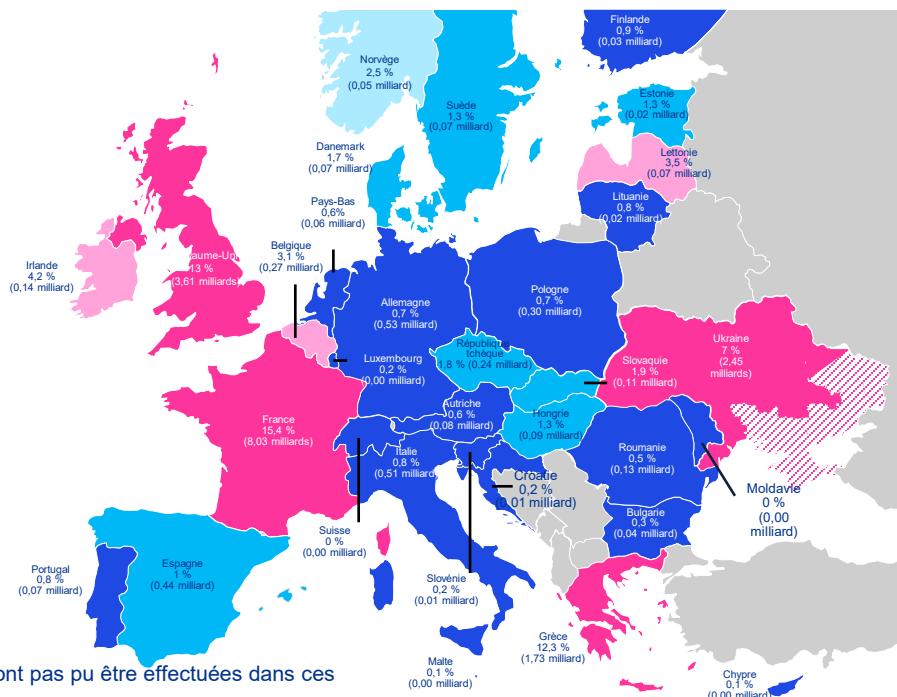 Finlande
0,9 %
(0,03 milliard)
Norvège
2,5 %
(0,05 milliard)
Suède
1,3 %
(0,07 milliard)
Estonie
1,3 %
(0,02 milliard)
Danemark
1,7 %
(0,07 milliard)
Lettonie
3,5 %
(0,07 milliard)
Pays-Bas
0,6%
(0,06 milliard)
Lituanie
0,8 %
(0,02 milliard)
Belgique
3,1 %
(0,27 milliard)
Irlande
4,2 %
(0,14 milliard)
aume-Un
13 %
(3,61 milliards)
Allemagne
0,7 %
(0,53 milliard)
Pologne
0,7 %
(0,30 milliard)
République
tchèque
1,8 % (0,24 milliard)
Ukraine
7 %
(2,45
milliards)
Luxembourg
0,2 %
(0,00 milliard)
Slovaquie
1,9 %
(0,11 milliard)
Autriche
0,6 %
(0,08 milliard)
Hongrie
1,3 %
(0,09 milliard)
France
15,4 %
(8,03 milliards)
Italie
0,8 %
(0,51 milliard)
Roumanie
0,5 %
(0,13 milliard)
Croatie
0,2 %
(0,01 milliard)
Moldavie
0 %
(0,00
milliard)
Bulgarie
0,3 %
(0,04 milliard)
Suisse
0 %
(0,00 milliard)
Espagne
1 %
(0,44 milliard)
Portugal
0,8 %
(0,07 milliard)
Slovénie
0,2 %
(0,01 milliard)
Grèce
12,3 %
(1,73 milliard)
Malte
0,1 %
(0,00 milliard)
Chypre
0,1 %
(0,00 milliard)
ont pas pu être effectuées dans ces